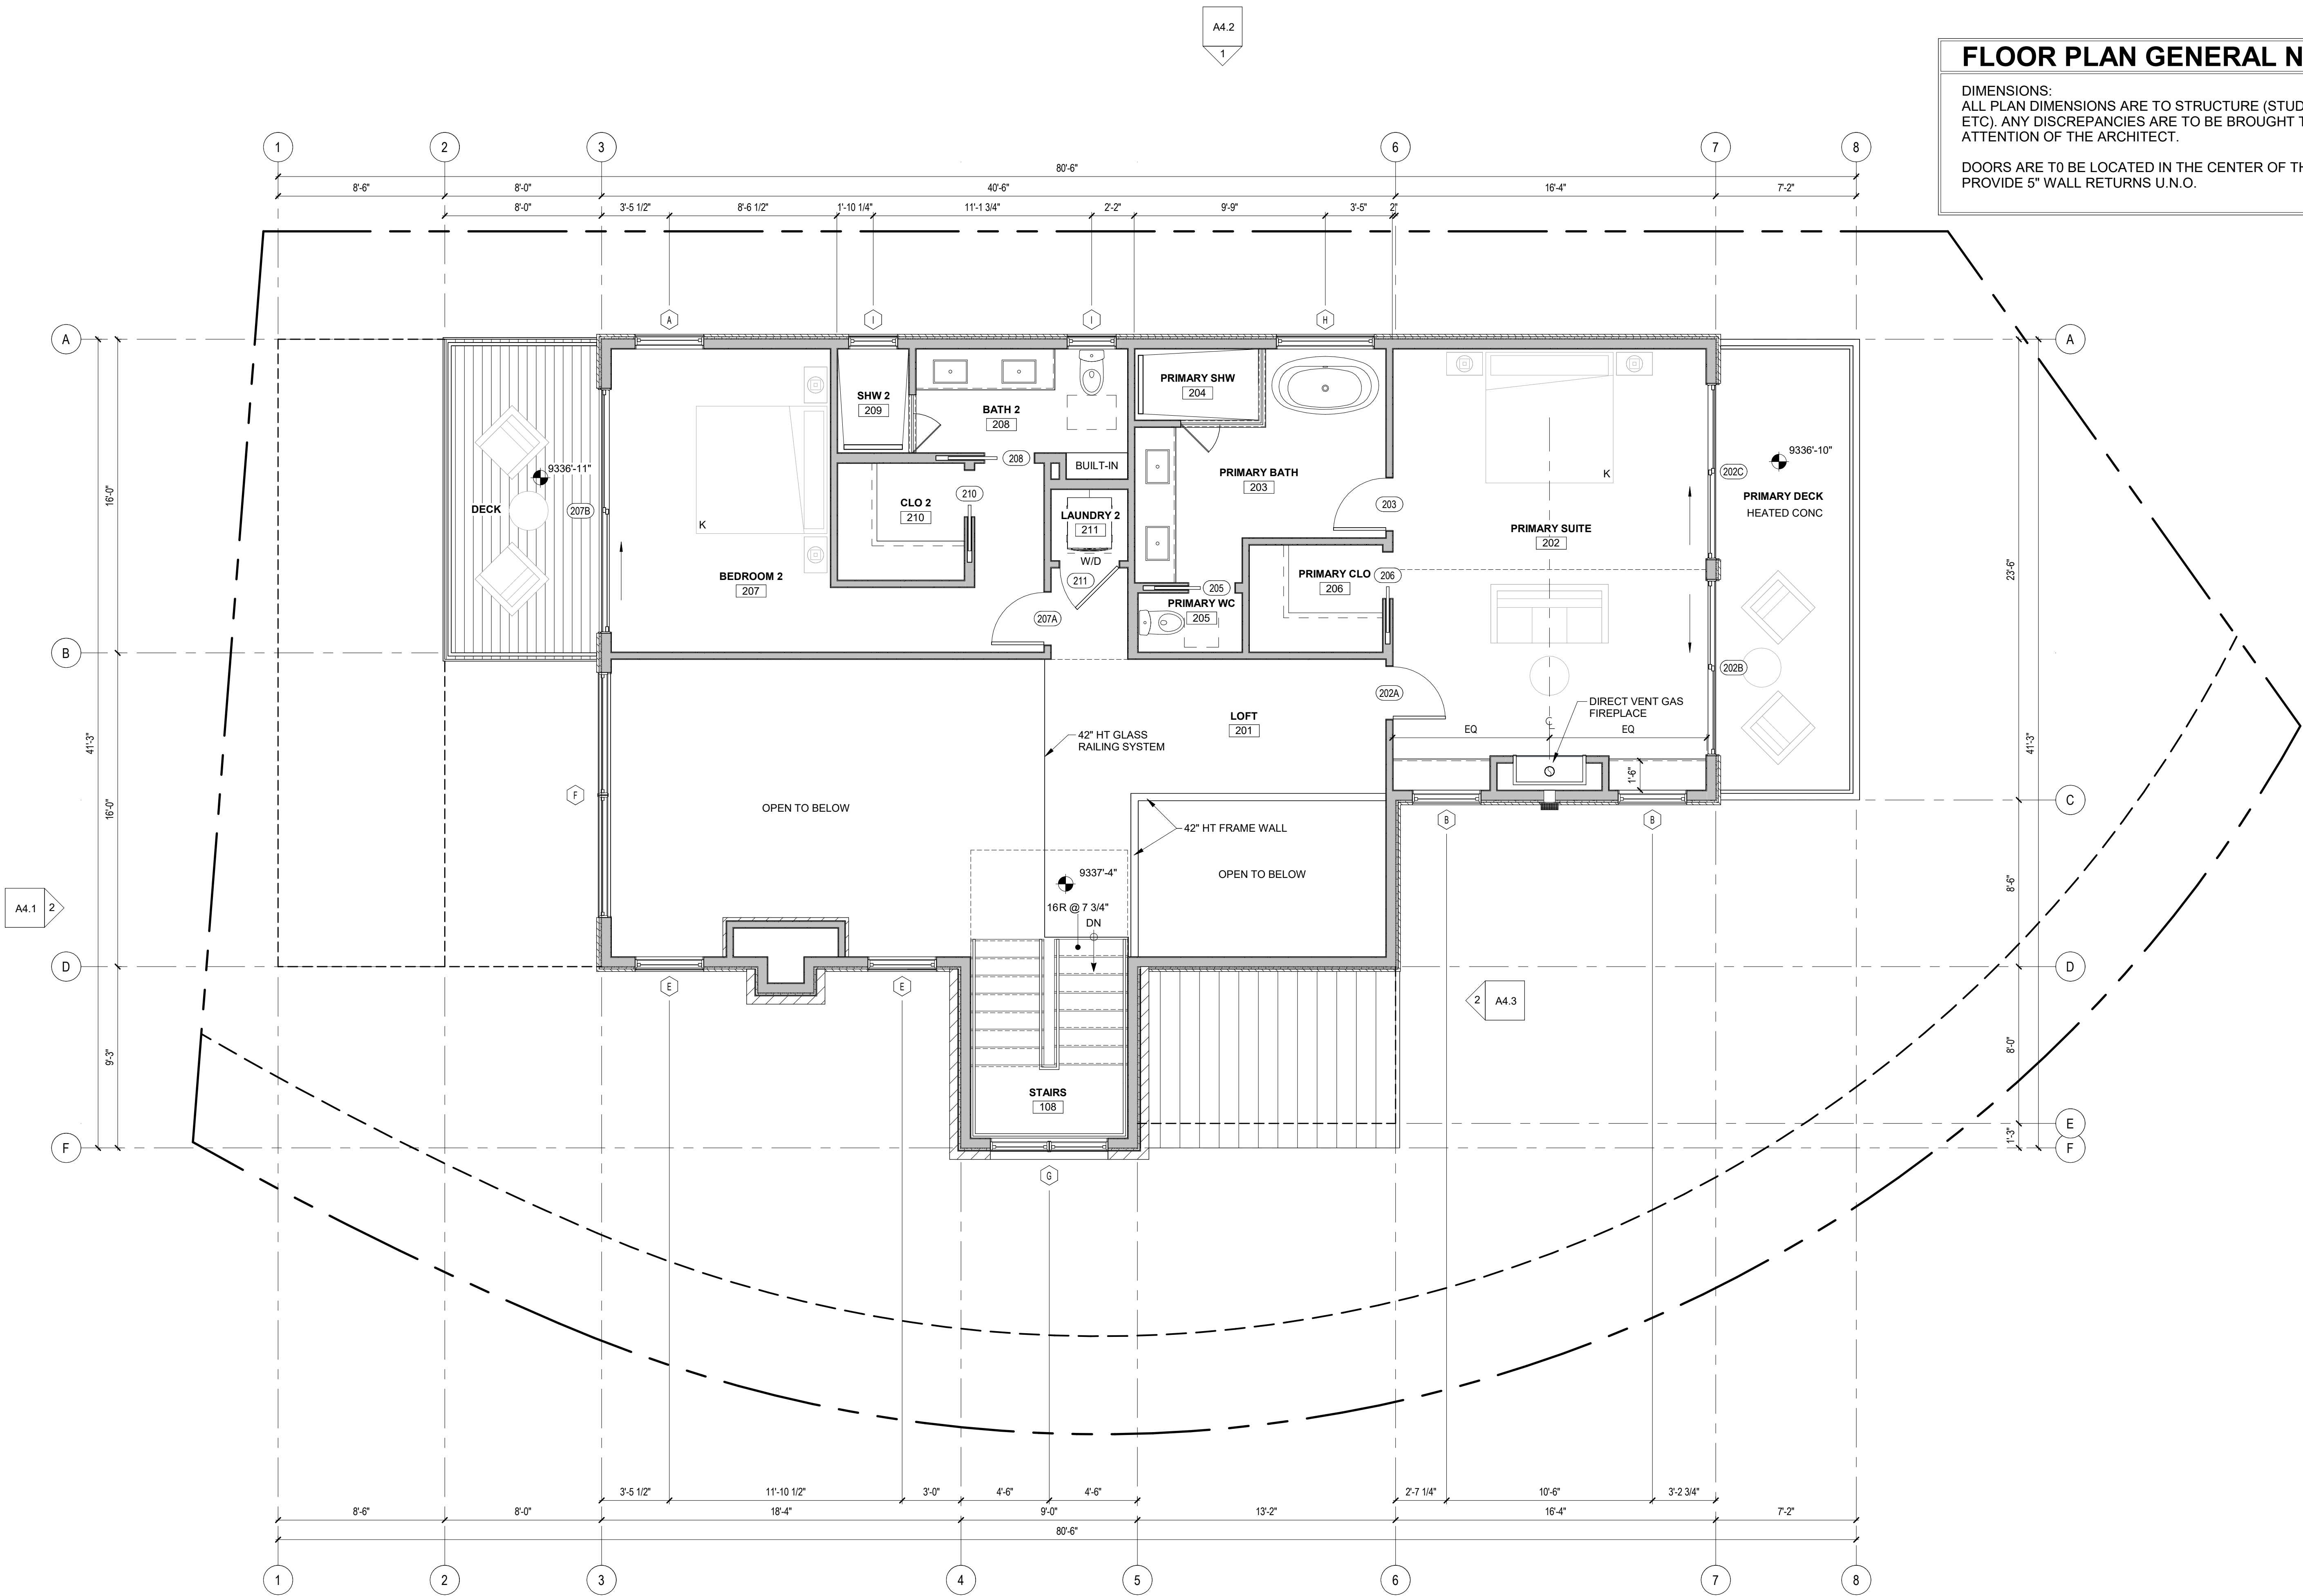 A4.2
1
FLOOR PLAN GENERAL N
DIMENSIONS:
ALL PLAN DIMENSIONS ARE TO STRUCTURE (STUD
ETC). ANY DISCREPANCIES ARE TO BE BROUGHT T
ATTENTION OF THE ARCHITECT.
DOORS ARE T0 BE LOCATED IN THE CENTER OF TH
PROVIDE 5" WALL RETURNS U.N.O.
1 2 3 6 7 8
80'-6"
8'-6" 8'-0" 40'-6" 16'-4" 7'-2"
8'-0" 3'-5 1/2" 8'-6 1/2" 1'-10 1/4" 11'-1 3/4" 2'-2" 9'-9" 3'-5" 2"
A I I H
A A
PRIMARY SHW
204
SHW 2
209
BATH 2
208
208
BUILT-IN
PRIMARY BATH
203
203
K
202C
9336'-10"
PRIMARY DECK
HEATED CONC
9336'-11"
DECK
207B
K
CLO 2
210
210
LAUNDRY 2
211
W/D
211
PRIMARY SUITE
202
16'-0"
23'-6"
BEDROOM 2
207
PRIMARY CLO
206
206
205
PRIMARY WC
205
207A
B
202B
202A
LOFT
201
DIRECT VENT GAS
FIREPLACE
CL
EQ EQ
1'-6"
42" HT GLASS
RAILING SYSTEM
41'-3" 41'-3"
F
OPEN TO BELOW
16'-0"
C
B B
42" HT FRAME WALL
OPEN TO BELOW
9337'-4"
16R @ 7 3/4"
DN
8'-6"
A4.1 2
D D
E E
2 A4.3
9'-3"
8'-0"
STAIRS
108
E
1'-3"
F F
G
3'-5 1/2" 11'-10 1/2" 3'-0" 4'-6" 4'-6" 2'-7 1/4" 10'-6" 3'-2 3/4"
8'-6" 8'-0" 18'-4" 9'-0" 13'-2" 16'-4" 7'-2"
80'-6"
1 2 3 4 5 6 7 8